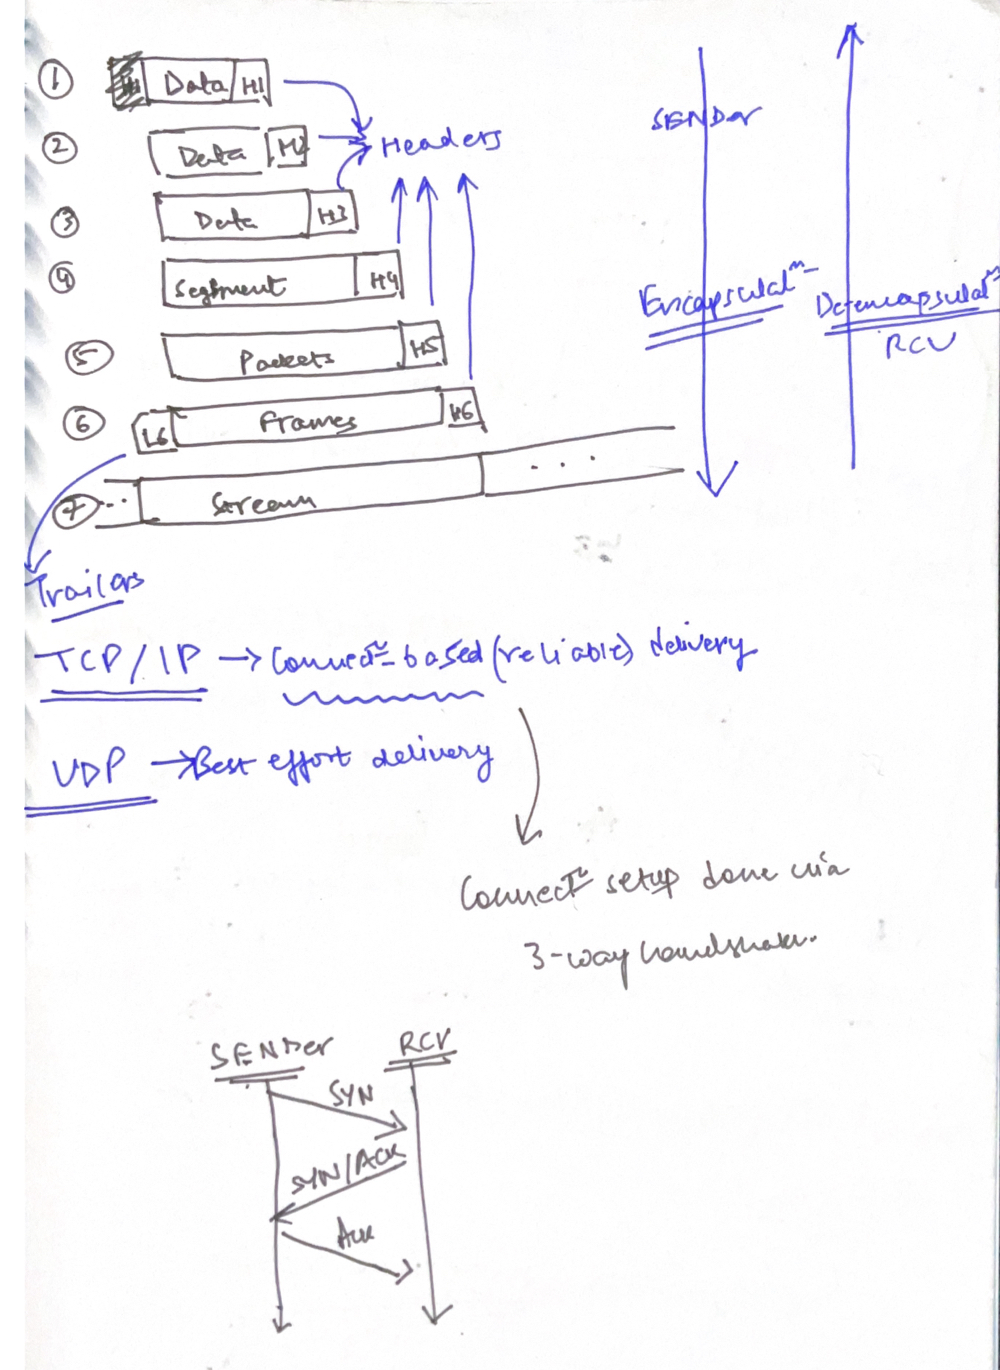 ① Data H1
② Data H2
③ Data H3
④ Segment H4
⑤ Packets H5
⑥ L6 Frames H6
⑦ ... Stream ...
Headers
SENDer
Encapsulatⁿ
RCV
Trailers
TCP/IP → Connectⁿ based (reliable) delivery
UDP → Best effort delivery
Connectⁿ setup done via
3-way handshake.
SENDer RCV
SYN
SYN/ACK
Ack